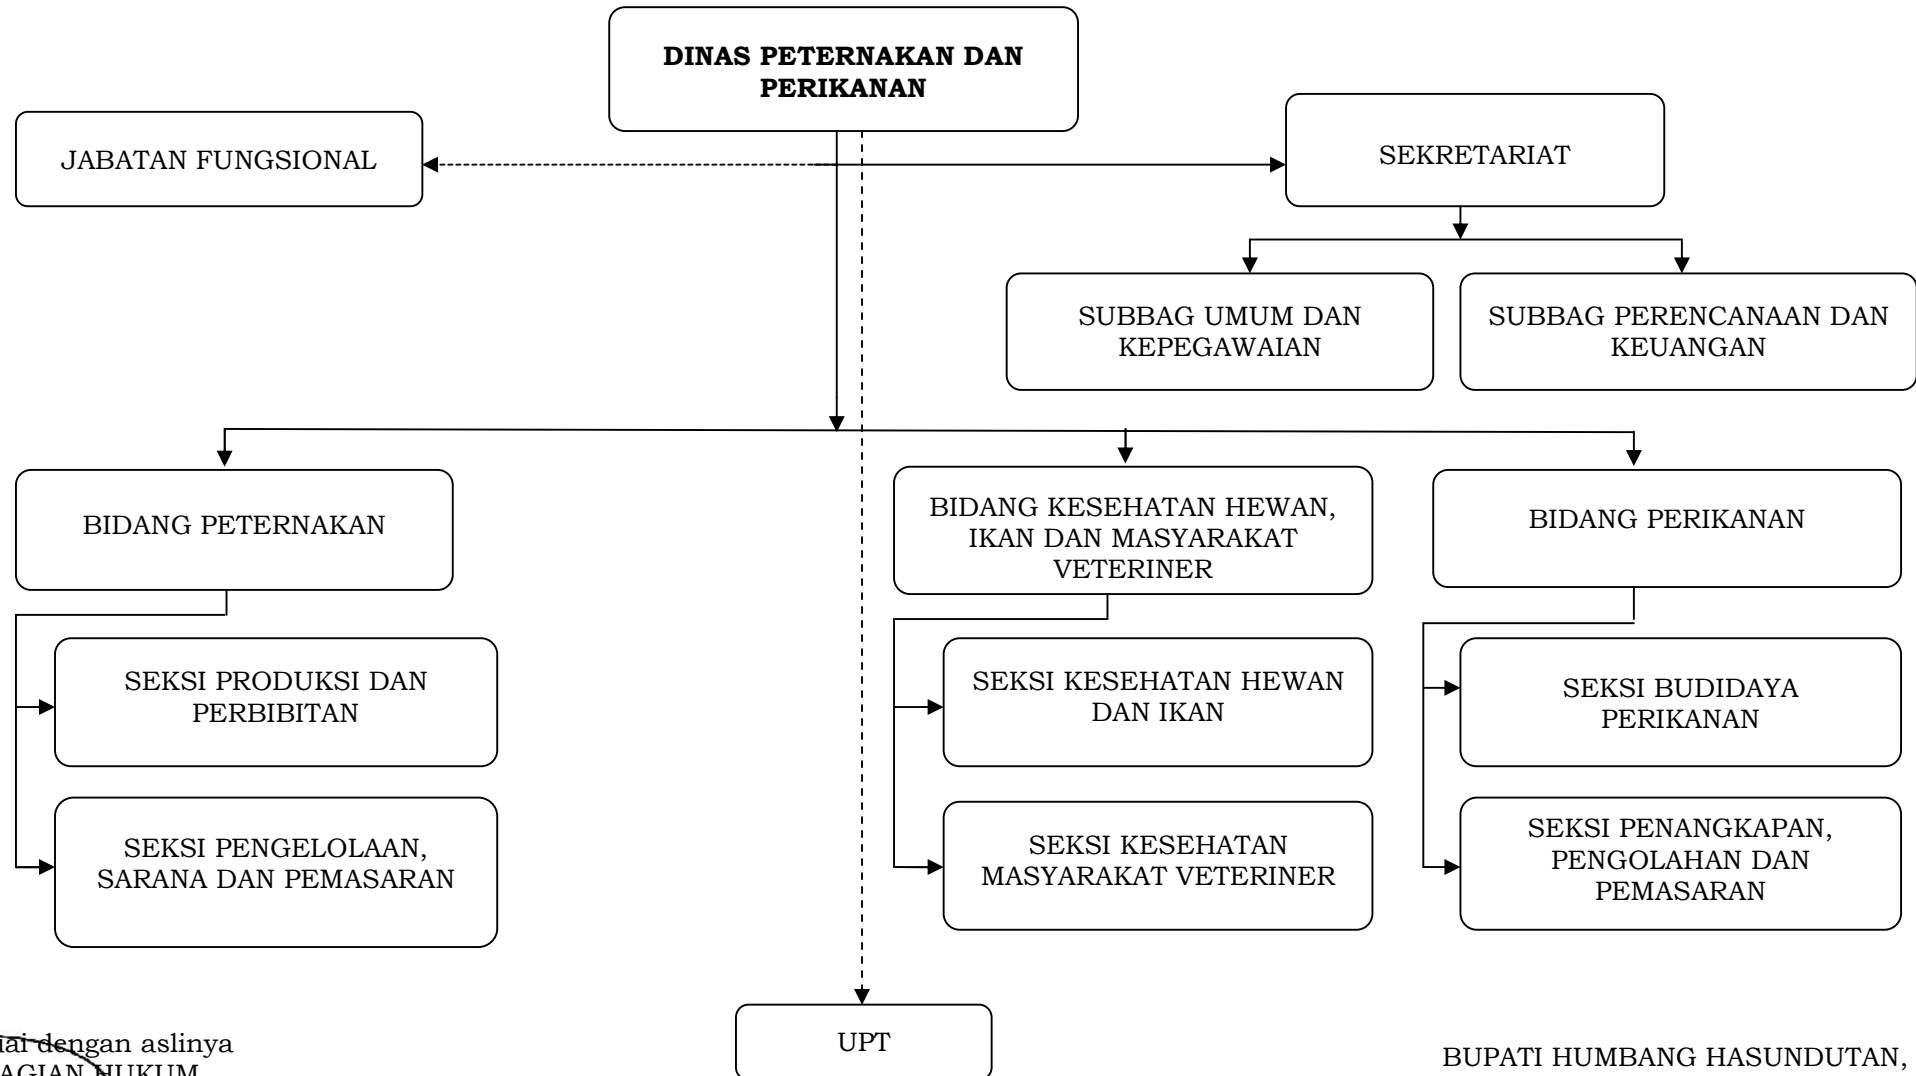 DINAS PETERNAKAN DAN
PERIKANAN
JABATAN FUNGSIONAL
SEKRETARIAT
SUBBAG UMUM DAN
KEPEGAWAIAN
SUBBAG PERENCANAAN DAN
KEUANGAN
BIDANG PETERNAKAN
BIDANG KESEHATAN HEWAN,
IKAN DAN MASYARAKAT
VETERINER
BIDANG PERIKANAN
SEKSI PRODUKSI DAN
PERBIBITAN
SEKSI KESEHATAN HEWAN
DAN IKAN
SEKSI BUDIDAYA
PERIKANAN
SEKSI PENGELOLAAN,
SARANA DAN PEMASARAN
SEKSI KESEHATAN
MASYARAKAT VETERINER
SEKSI PENANGKAPAN,
PENGOLAHAN DAN
PEMASARAN
UPT
dengan aslinya
HUKUM
BUPATI HUMBANG HASUNDUTAN,